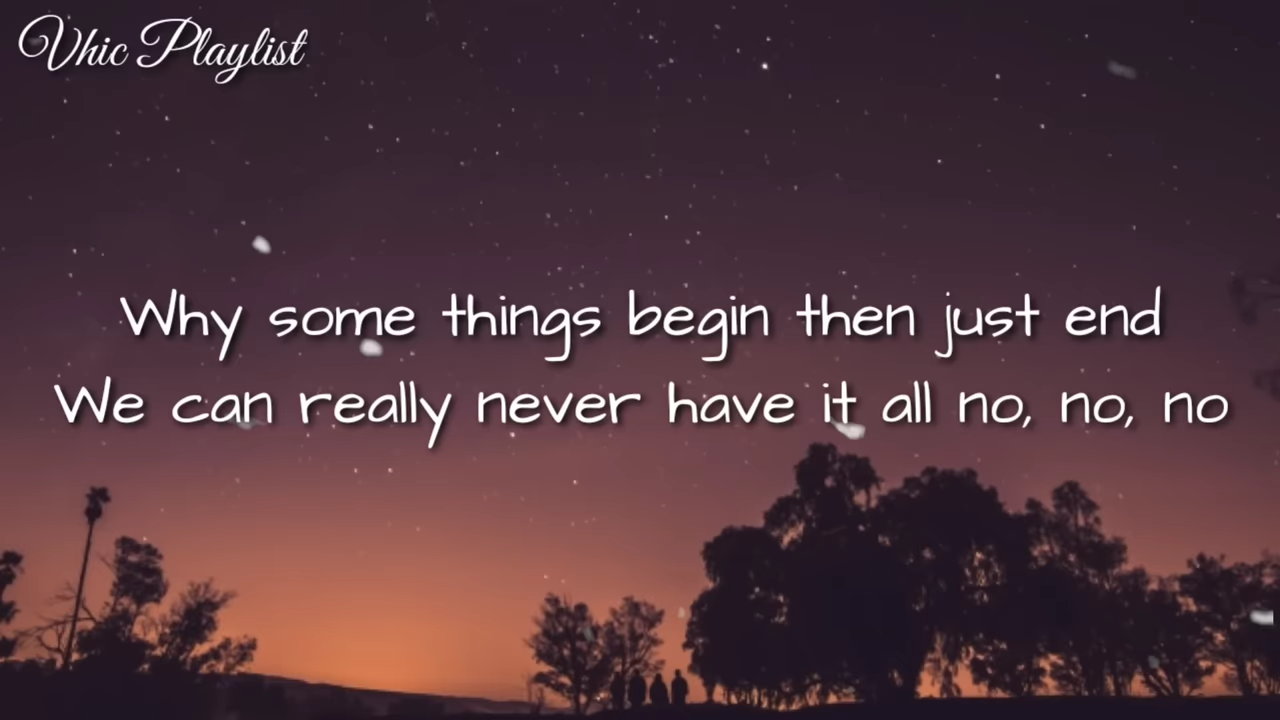 Vhic Playlist
Why some things begin then just end
We can really never have it all no, no, no